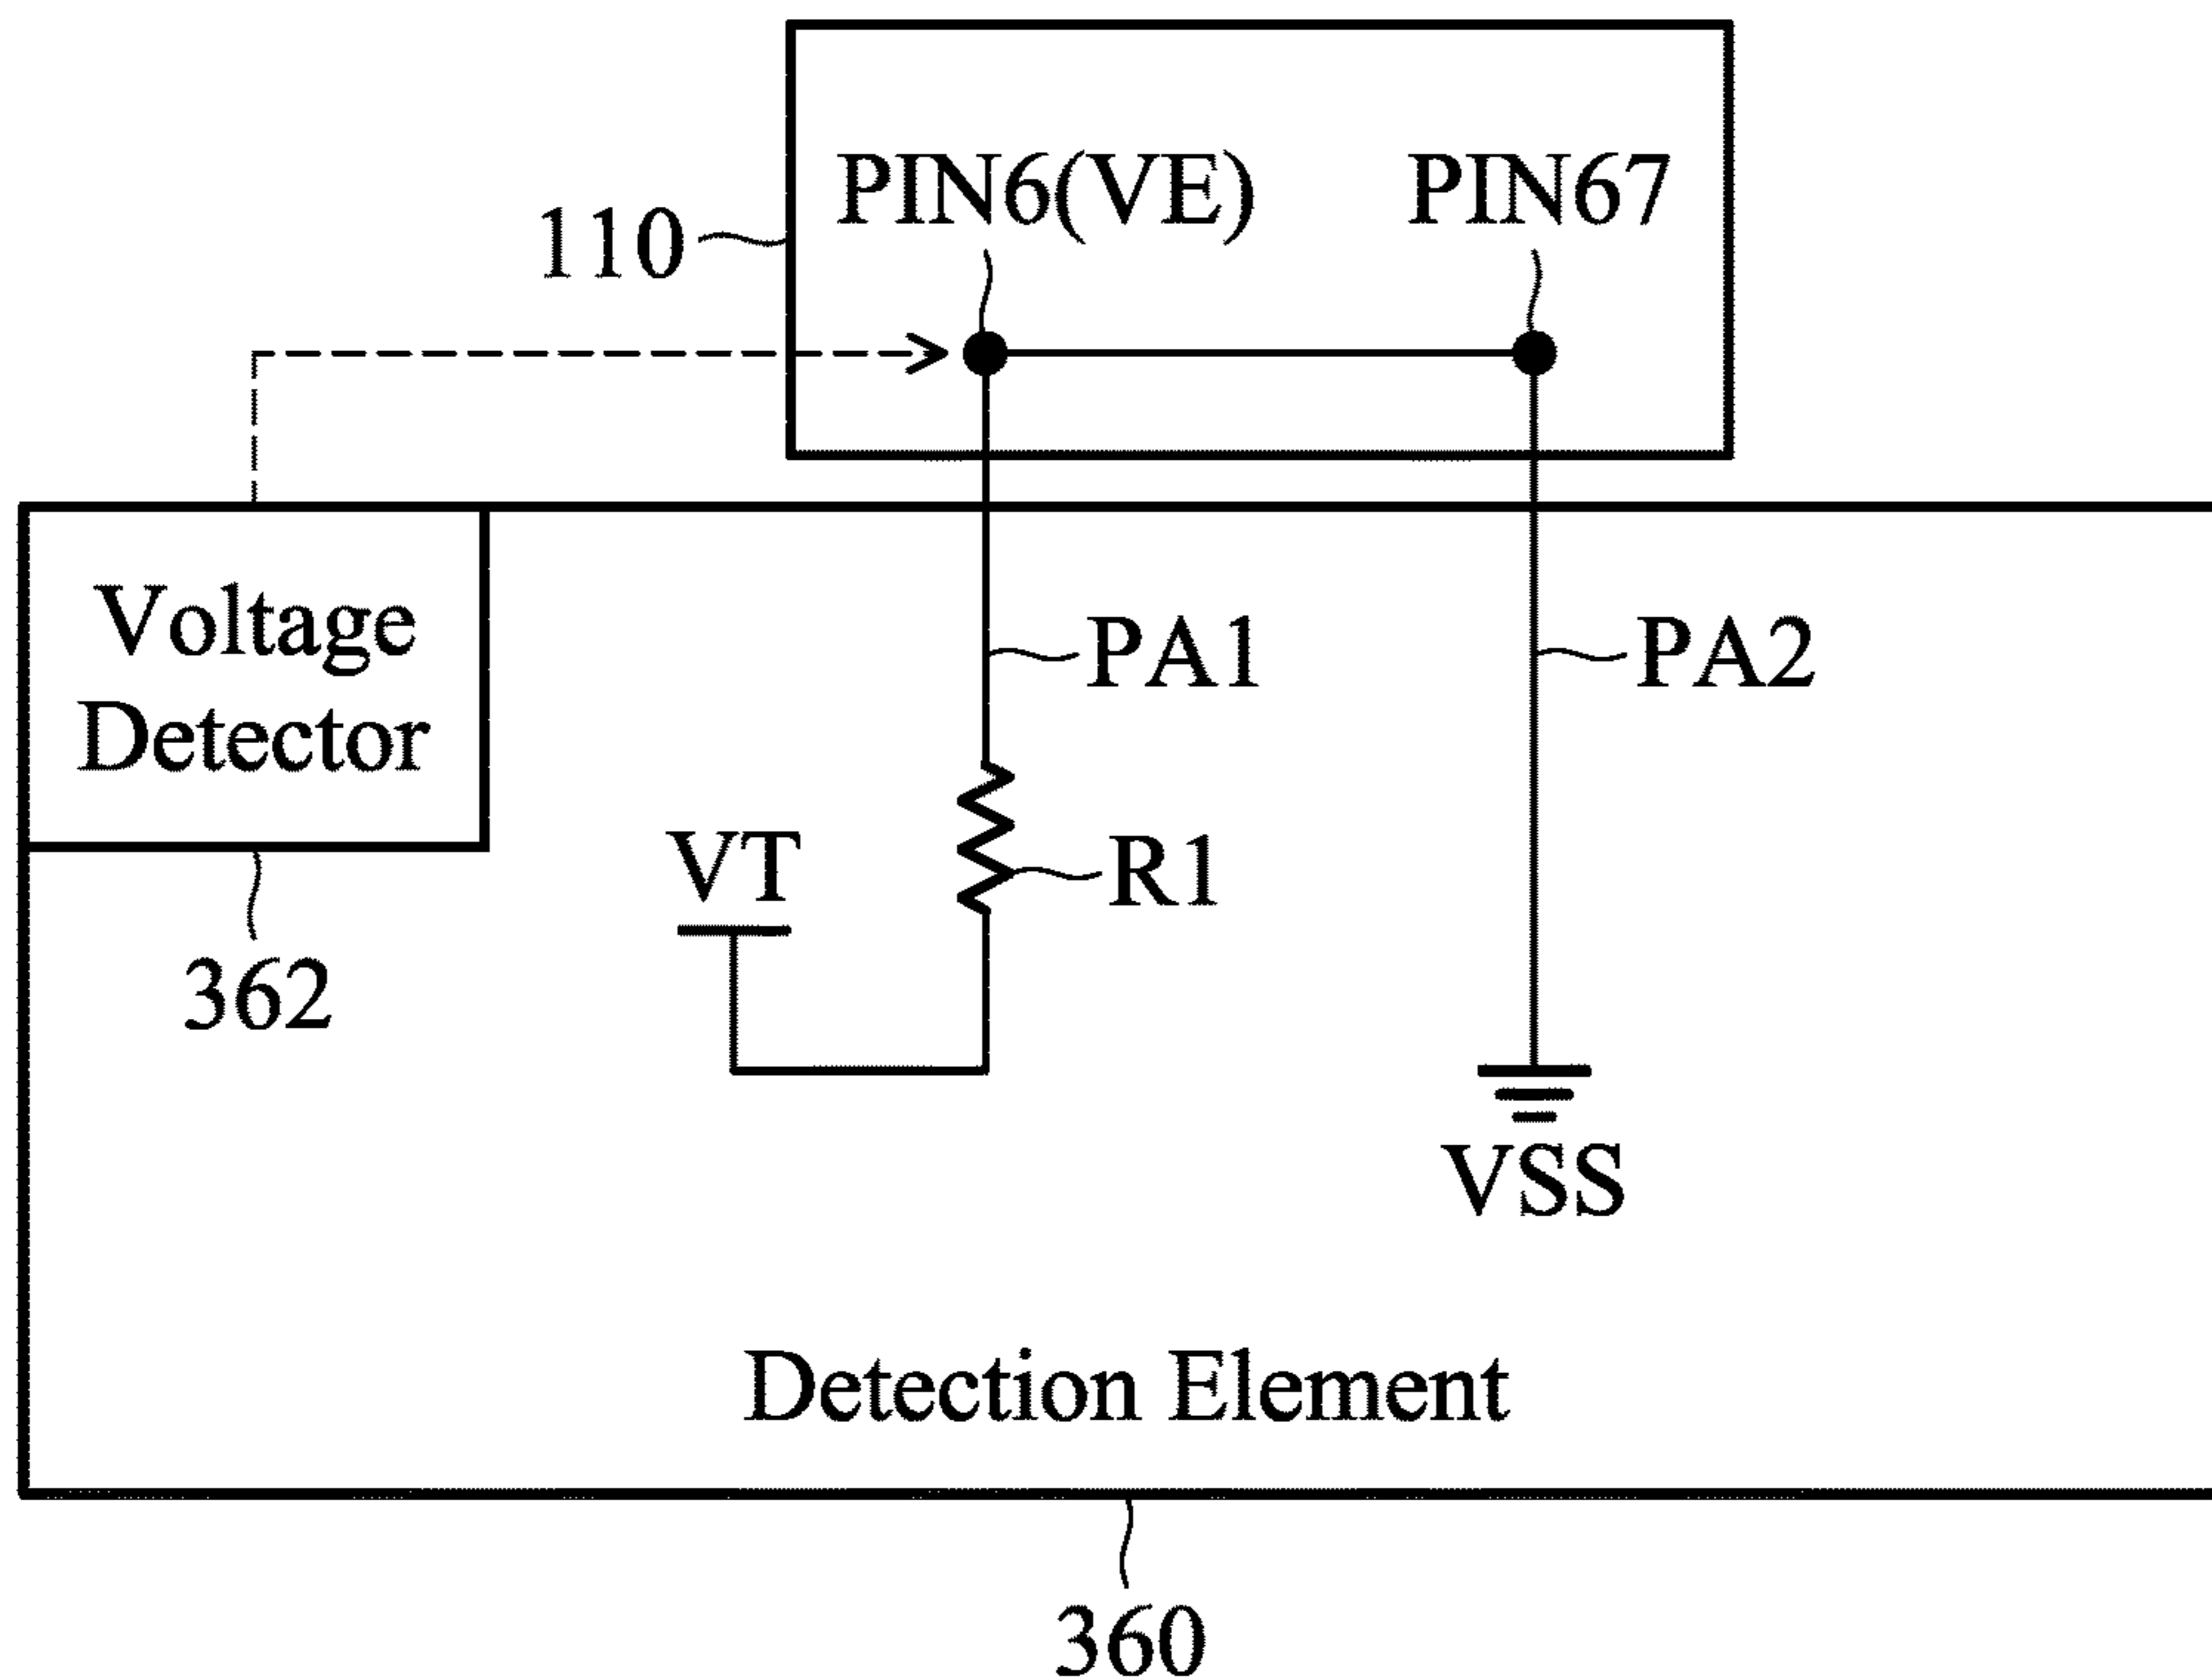 PIN6(VE) PIN67
110
Voltage
Detector
PA1
PA2
VT
R1
362
VSS
Detection Element
360